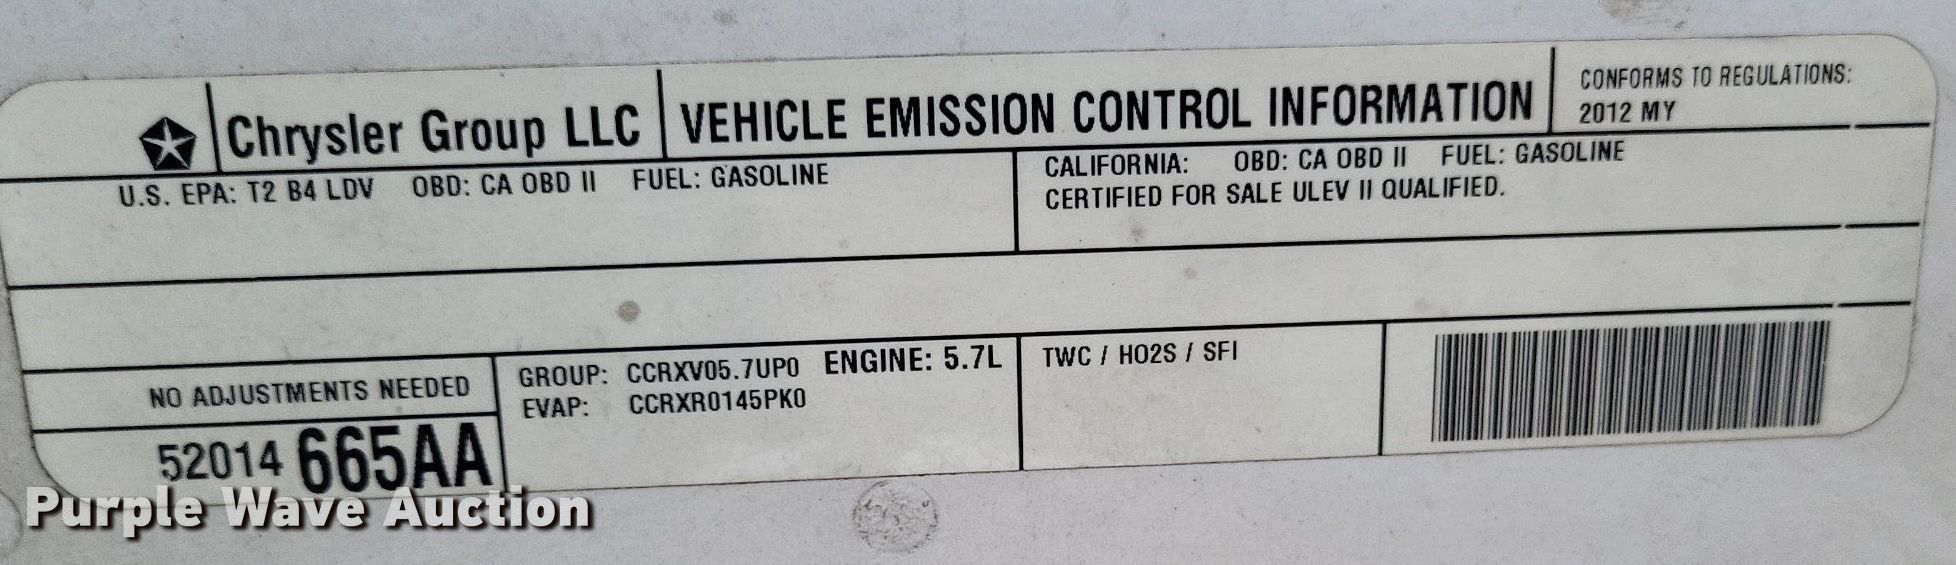 Chrysler Group LLC
VEHICLE EMISSION CONTROL INFORMATION
CONFORMS TO REGULATIONS:
2012 MY
U.S. EPA: T2 B4 LDV OBD: CA OBD II FUEL: GASOLINE
CALIFORNIA: OBD: CA OBD II FUEL: GASOLINE
CERTIFIED FOR SALE ULEV II QUALIFIED.
NO ADJUSTMENTS NEEDED
52014 665AA
GROUP: CCRXV05.7UP0 ENGINE: 5.7L
EVAP: CCRXR0145PK0
TWC / HO2S / SFI
Purple Wave Auction